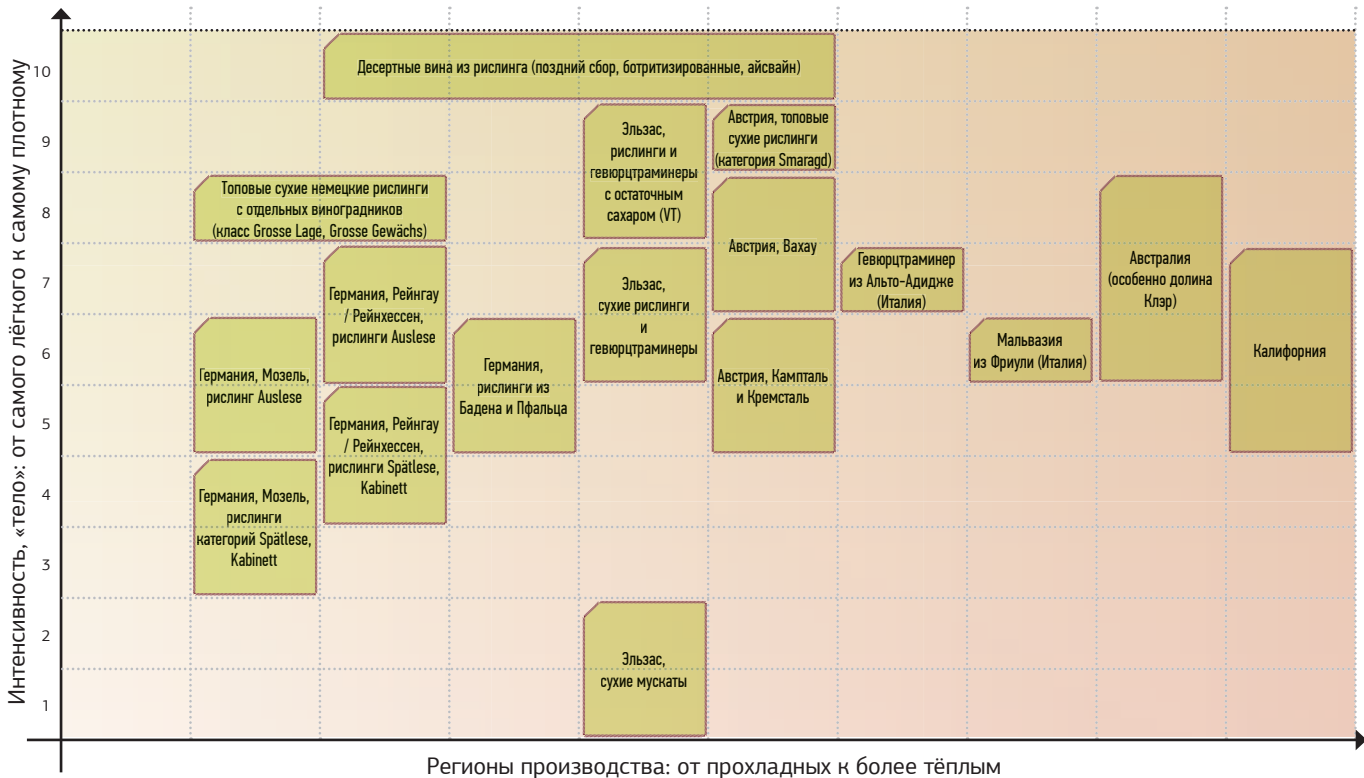 Интенсивность, «тело»: от самого лёгкого к самому плотному
10
9
8
7
6
5
4
3
2
1
Десертные вина из рислинга (поздний сбор, ботритизированные, айсвайн)
Эльзас,
рислинги и
гевюрцтраминеры
с остаточным
сахаром (VT)
Австрия, топовые
сухие рислинги
(категория Smaragd)
Топовые сухие немецкие рислинги
с отдельных виноградников
(класс Grosse Lage, Grosse Gewächs)
Австрия, Вахау
Австралия
(особенно долина
Клэр)
Германия, Рейнгау
/ Рейнхессен,
рислинги Auslese
Эльзас,
сухие рислинги
и
гевюрцтраминеры
Гевюрцтраминер
из Альто-Адидже
(Италия)
Калифорния
Германия, Мозель,
рислинг Auslese
Германия,
рислинги из
Бадена и Пфальца
Австрия, Кампталь
и Кремсталь
Мальвазия
из Фриули (Италия)
Германия, Рейнгау
/ Рейнхессен,
рислинги Spätlese,
Kabinett
Германия, Мозель,
рислинги
категорий Spätlese,
Kabinett
Эльзас,
сухие мускаты
Регионы производства: от прохладных к более тёплым